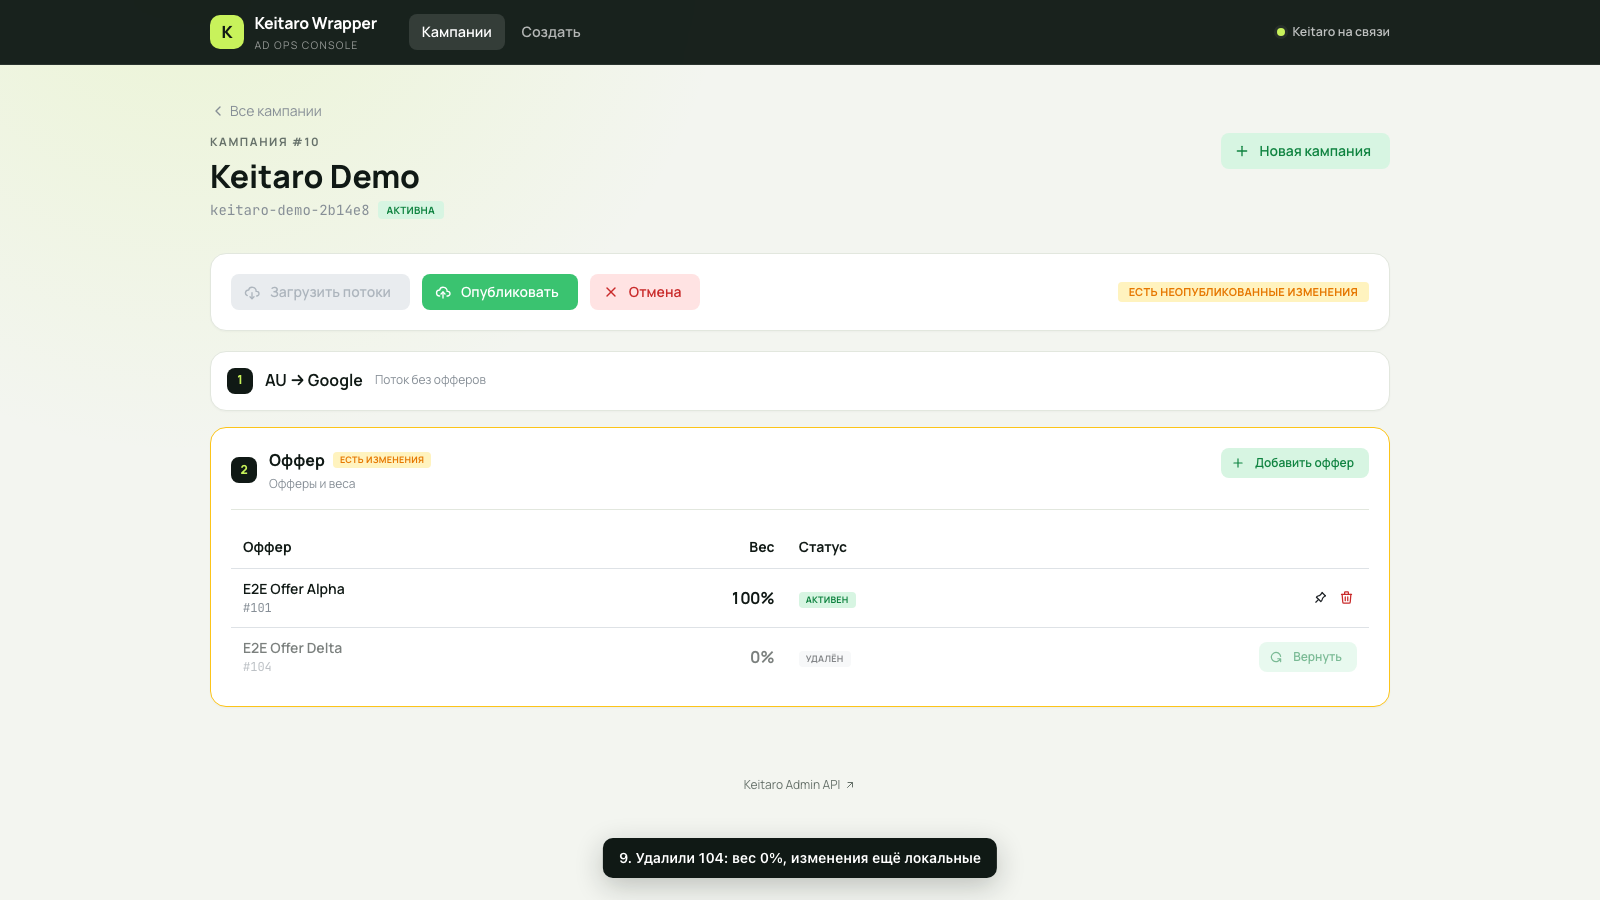 K
Keitaro Wrapper
AD OPS CONSOLE
Кампании
Создать
Keitaro на связи
Все кампании
КАМПАНИЯ #10
Keitaro Demo
keitaro-demo-2b14e8
АКТИВНА
Новая кампания
Загрузить потоки
Опубликовать
Отмена
ЕСТЬ НЕОПУБЛИКОВАННЫЕ ИЗМЕНЕНИЯ
1
AU → Google
Поток без офферов
2
Оффер
ЕСТЬ ИЗМЕНЕНИЯ
Офферы и веса
Добавить оффер
Оффер Вес Статус
E2E Offer Alpha
#101
100%
АКТИВЕН
E2E Offer Delta
#104
0%
УДАЛЁН
Вернуть
Keitaro Admin API ↗
9. Удалили 104: вес 0%, изменения ещё локальные